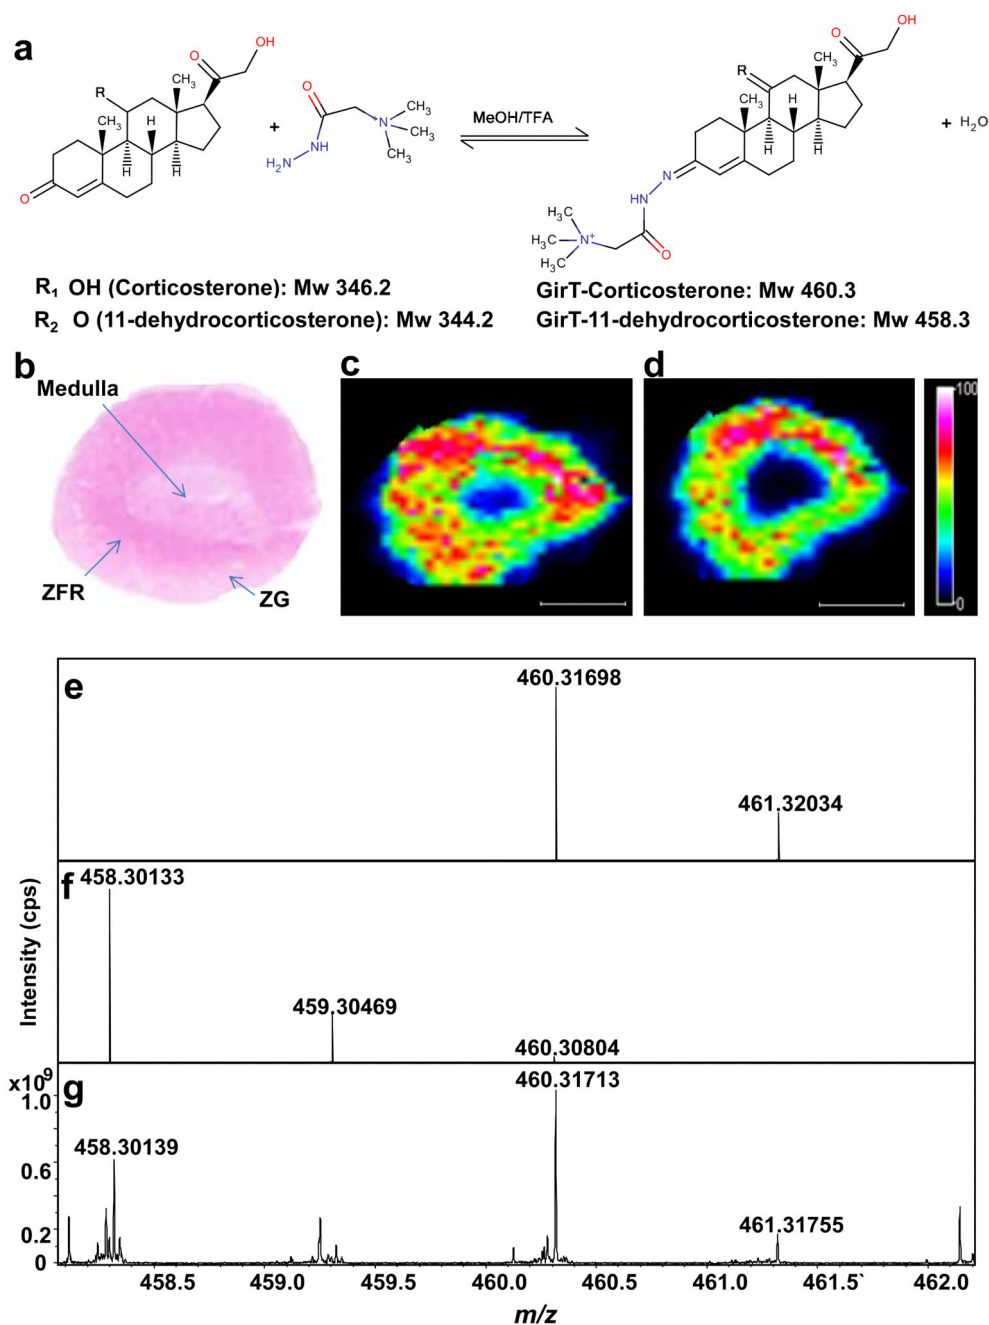 a
O
OH
CH₃
R
CH₃
H
H
H
O
+
O
N
CH₃
CH₃
CH₃
NH
H₂N
MeOH/TFA
O
OH
CH₃
R
CH₃
H
H
H
N
HN
H₃C
H₃C
H₃C
N⁺
O
+ H₂O
R₁ OH (Corticosterone): Mw 346.2
R₂ O (11-dehydrocorticosterone): Mw 344.2
GirT-Corticosterone: Mw 460.3
GirT-11-dehydrocorticosterone: Mw 458.3
b
Medulla
ZFR
ZG
c
d
100
0
e
460.31698
461.32034
f
458.30133
459.30469
460.30804
Intensity (cps)
x10⁹
g
460.31713
458.30139
461.31755
1.0
0.6
0.2
0
458.5 459.0 459.5 460.0 460.5 461.0 461.5` 462.0
m/z